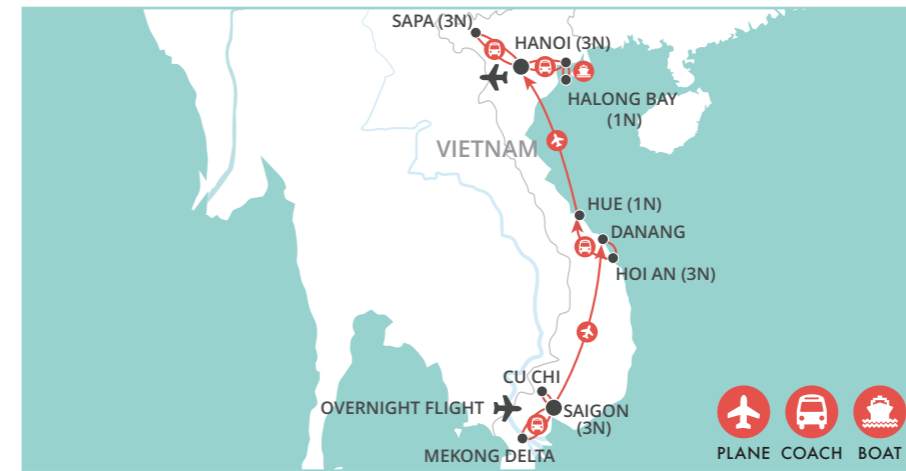 SAPA (3N)
HANOI (3N)
HALONG BAY
(1N)
VIETNAM
HUE (1N)
DANANG
HOI AN (3N)
CU CHI
OVERNIGHT FLIGHT
SAIGON
(3N)
MEKONG DELTA
PLANE COACH BOAT